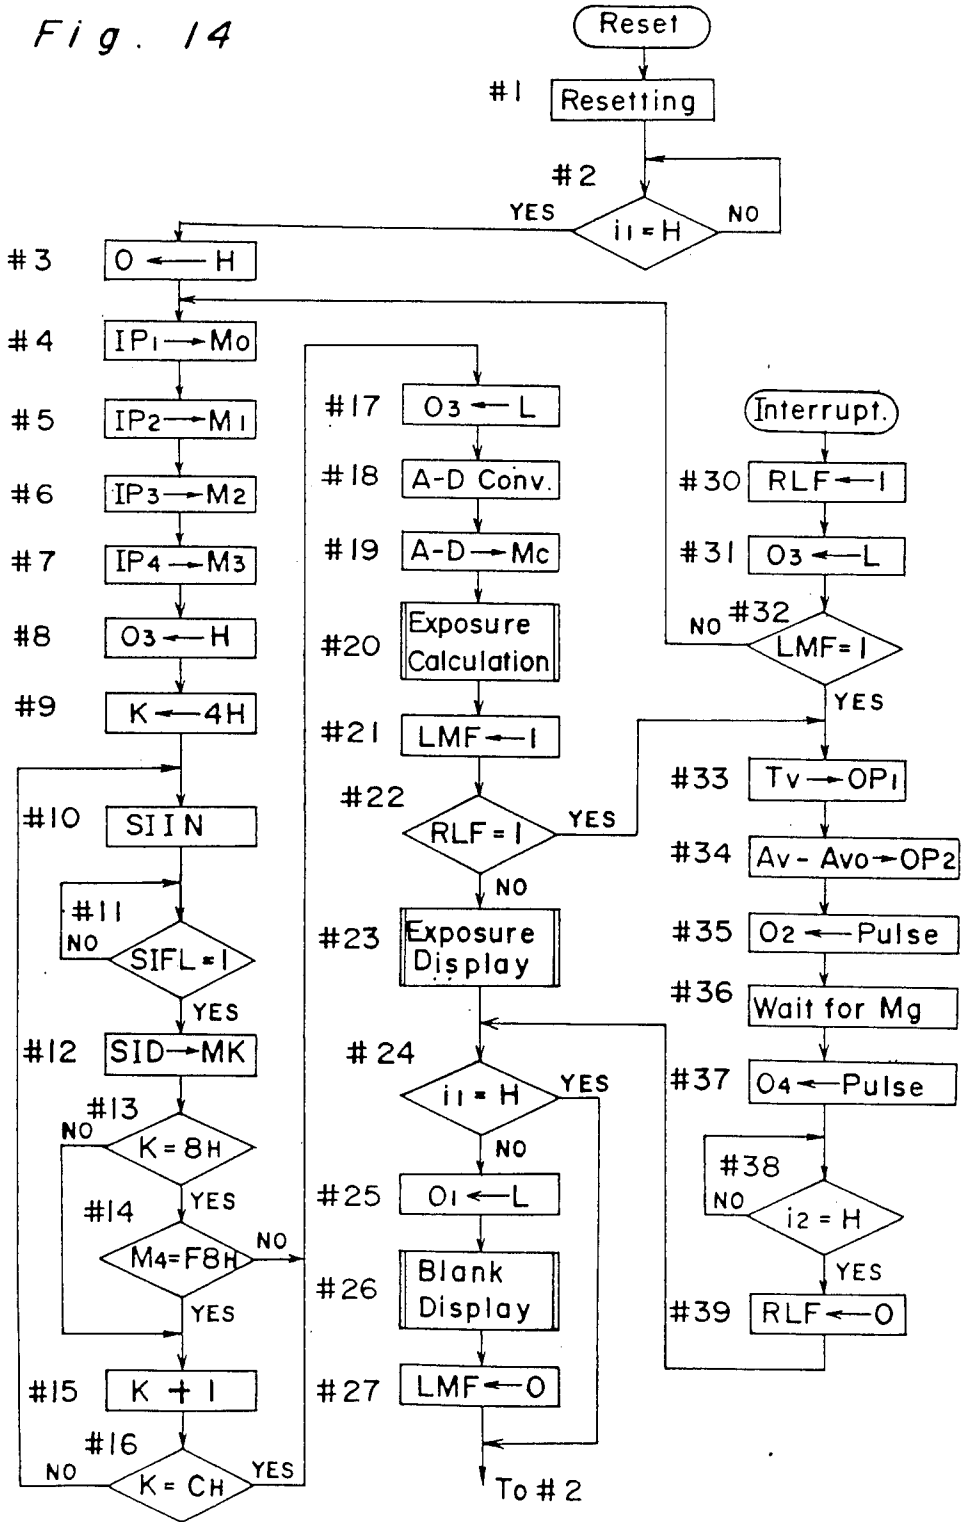 Fig. 14
Reset
#1
Resetting
#2
i1 = H
YES
NO
#3
O ← H
#4
IP1 → M0
#5
IP2 → M1
#6
IP3 → M2
#7
IP4 → M3
#8
O3 ← H
#9
K ← 4H
#10
SIIN
#11
SIFL = 1
NO
YES
#12
SID → MK
#13
K = 8H
NO
YES
#14
M4 = F8H
NO
YES
#15
K + 1
#16
K = CH
NO
YES
#17
O3 ← L
#18
A-D Conv.
#19
A-D → Mc
#20
Exposure
Calculation
#21
LMF ← 1
#22
RLF = 1
YES
NO
#23
Exposure
Display
#24
i1 = H
YES
NO
#25
O1 ← L
#26
Blank
Display
#27
LMF ← 0
To #2
Interrupt.
#30
RLF ← 1
#31
O3 ← L
#32
LMF = 1
NO
YES
#33
Tv → OP1
#34
Av - Avo → OP2
#35
O2 ← Pulse
#36
Wait for Mg
#37
O4 ← Pulse
#38
i2 = H
NO
YES
#39
RLF ← 0